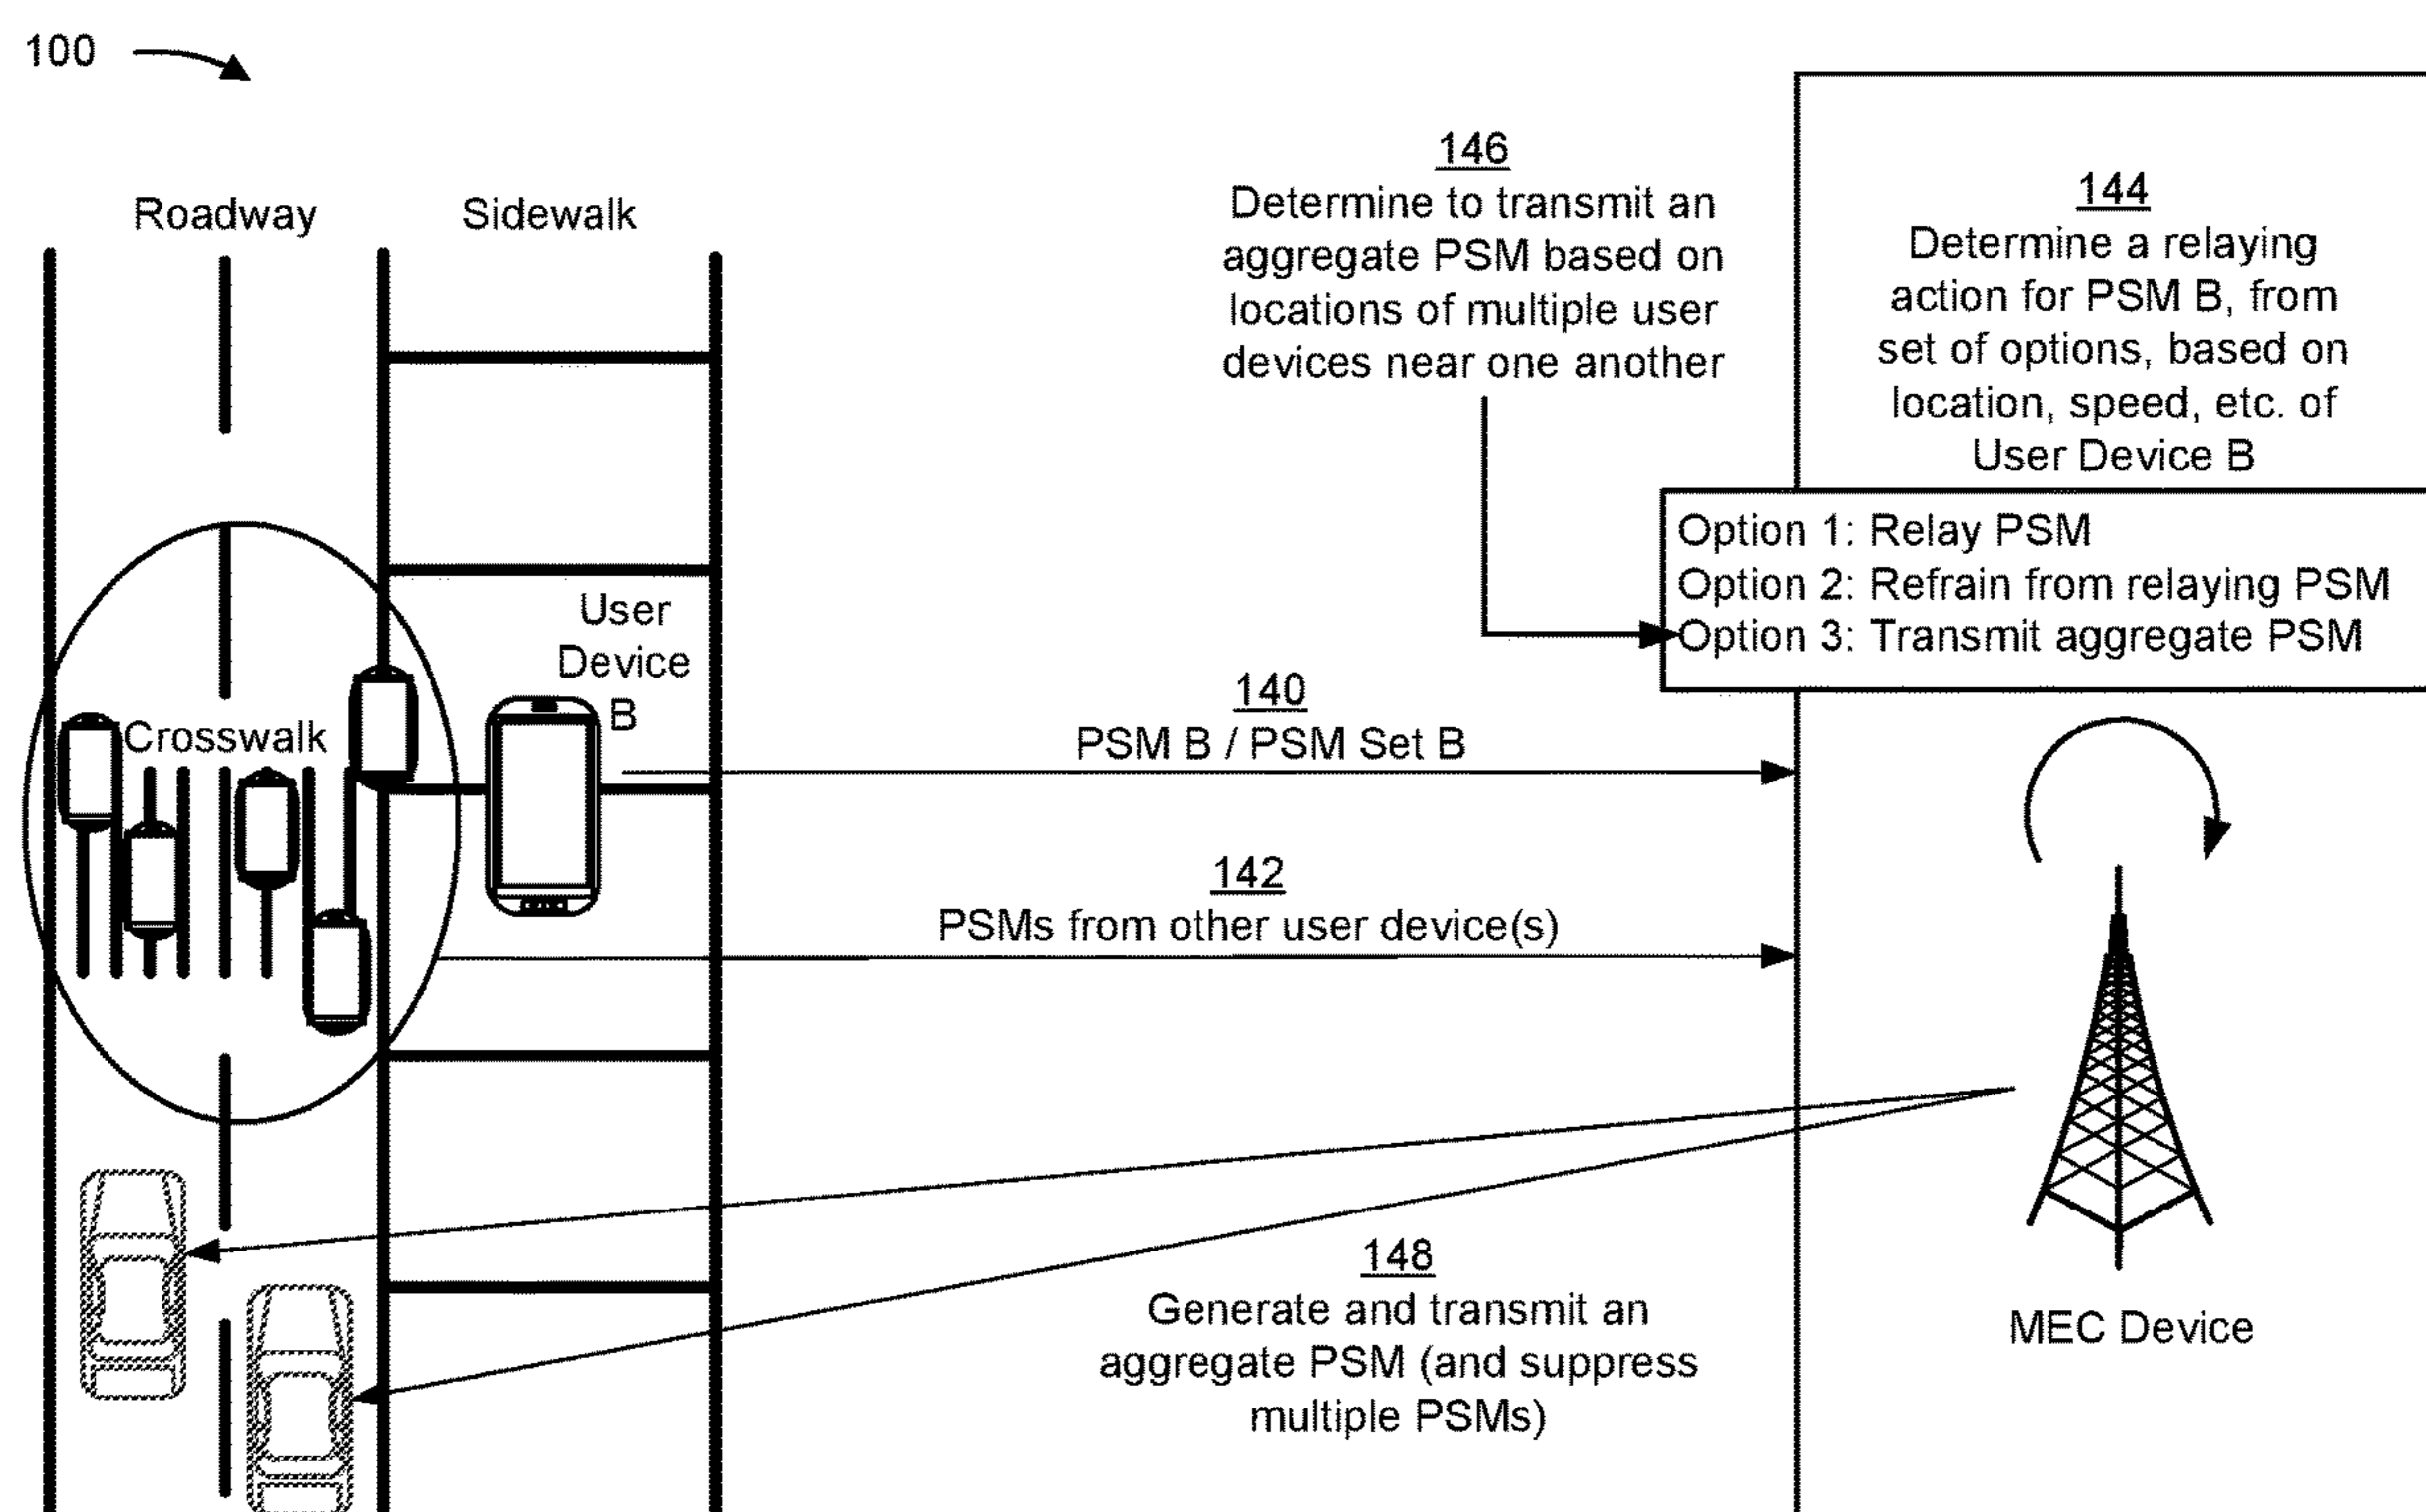 100
Roadway
Sidewalk
146
Determine to transmit an
aggregate PSM based on
locations of multiple user
devices near one another
144
Determine a relaying
action for PSM B, from
set of options, based on
location, speed, etc. of
User Device B
Option 1: Relay PSM
Option 2: Refrain from relaying PSM
Option 3: Transmit aggregate PSM
User
Device
B
Crosswalk
140
PSM B / PSM Set B
142
PSMs from other user device(s)
148
Generate and transmit an
aggregate PSM (and suppress
multiple PSMs)
MEC Device